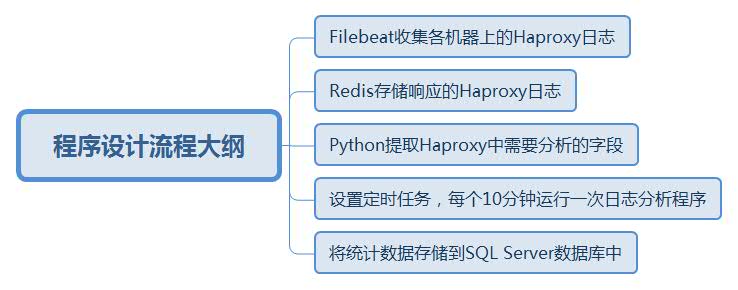 程序设计流程大纲
Filebeat收集各机器上的Haproxy日志
Redis存储响应的Haproxy日志
Python提取Haproxy中需要分析的字段
设置定时任务，每个10分钟运行一次日志分析程序
将统计数据存储到SQL Server数据库中